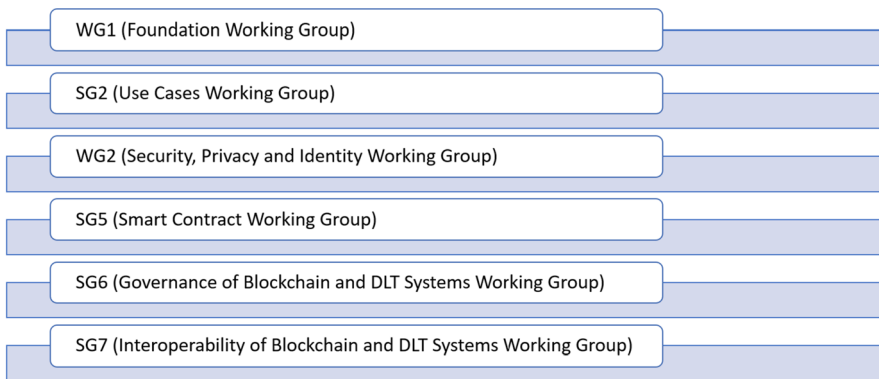 WG1 (Foundation Working Group)
SG2 (Use Cases Working Group)
WG2 (Security, Privacy and Identity Working Group)
SG5 (Smart Contract Working Group)
SG6 (Governance of Blockchain and DLT Systems Working Group)
SG7 (Interoperability of Blockchain and DLT Systems Working Group)